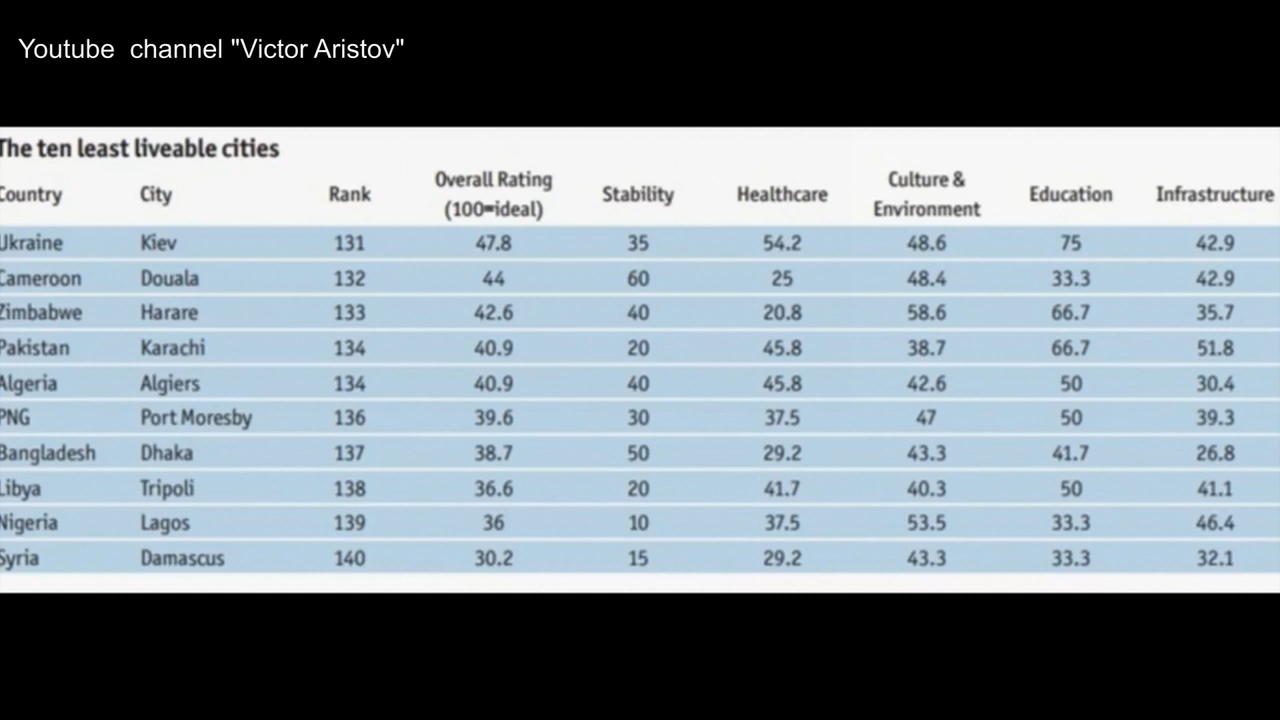 Youtube channel "Victor Aristov"
The ten least liveable cities
Country City Rank Overall Rating (100=ideal) Stability Healthcare Culture & Environment Education Infrastructure
Ukraine Kiev 131 47.8 35 54.2 48.6 75 42.9
Cameroon Douala 132 44 60 25 48.4 33.3 42.9
Zimbabwe Harare 133 42.6 40 20.8 58.6 66.7 35.7
Pakistan Karachi 134 40.9 20 45.8 38.7 66.7 51.8
Algeria Algiers 134 40.9 40 45.8 42.6 50 30.4
PNG Port Moresby 136 39.6 30 37.5 47 50 39.3
Bangladesh Dhaka 137 38.7 50 29.2 43.3 41.7 26.8
Libya Tripoli 138 36.6 20 41.7 40.3 50 41.1
Nigeria Lagos 139 36 10 37.5 53.5 33.3 46.4
Syria Damascus 140 30.2 15 29.2 43.3 33.3 32.1